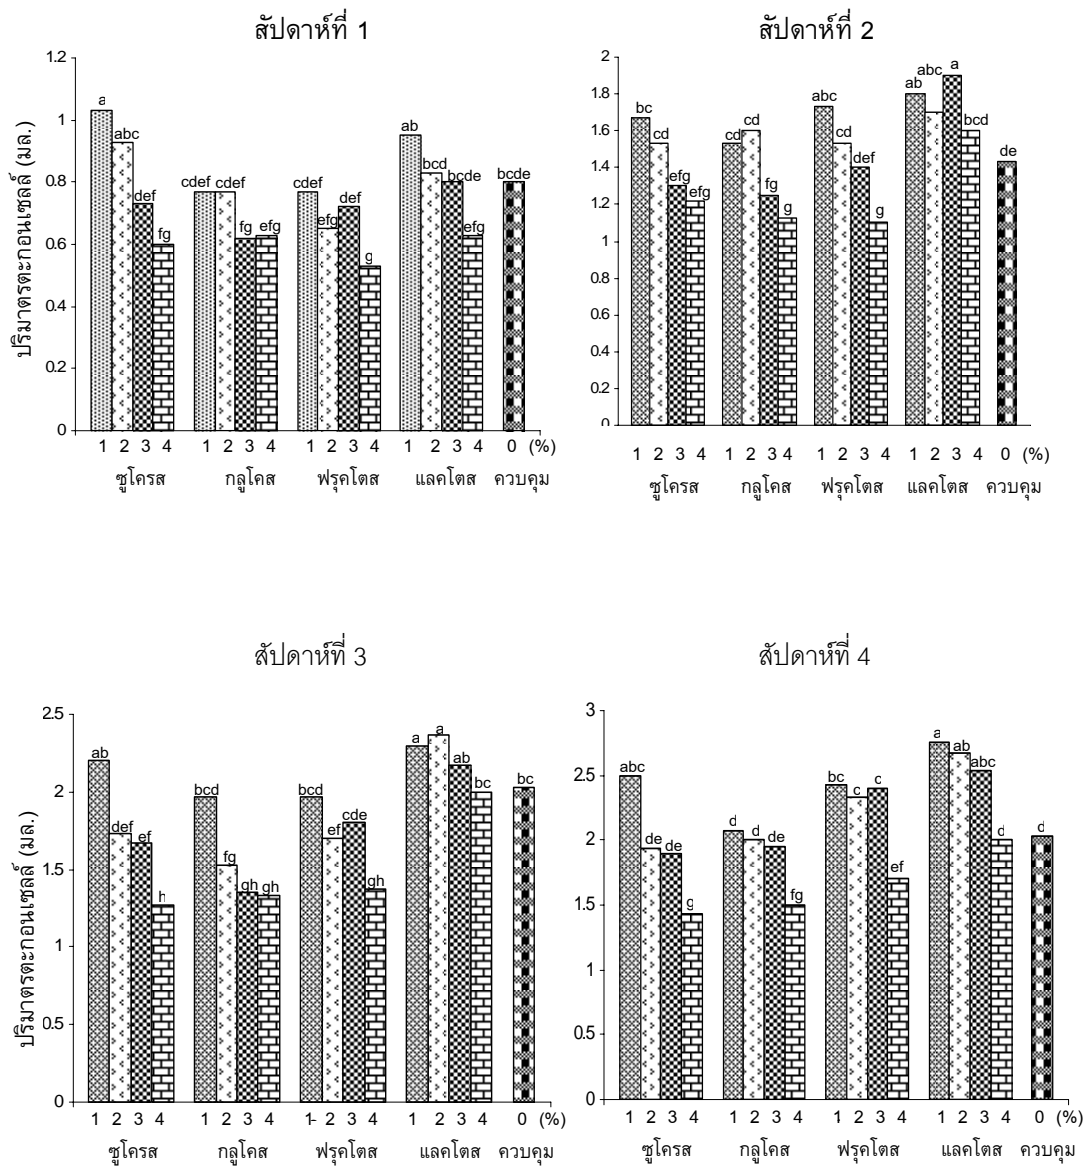 สัปดาห์ที่ 1
ปริมาตรตะกอนเซลล์ (มล.)
1.2
1
0.8
0.6
0.4
0.2
0
a abc def fg cdef cdef fg efg cdef efg def g ab bcd bcde efg bcde
1 2 3 4 1 2 3 4 1 2 3 4 1 2 3 4 0 (%)
ซูโครส กลูโคส ฟรุคโตส แลคโตส ควบคุม
สัปดาห์ที่ 2
2
1.8
1.6
1.4
1.2
1
0.8
0.6
0.4
0.2
0
bc cd efg efg cd cd fg g abc cd def g ab abc a bcd de
1 2 3 4 1 2 3 4 1 2 3 4 1 2 3 4 0 (%)
ซูโครส กลูโคส ฟรุคโตส แลคโตส ควบคุม
สัปดาห์ที่ 3
ปริมาตรตะกอนเซลล์ (มล.)
2.5
2
1.5
1
0.5
0
ab def ef h bcd fg gh gh bcd ef cde gh a a ab bc bc
1 2 3 4 1 2 3 4 1 2 3 4 1 2 3 4 0 (%)
ซูโครส กลูโคส ฟรุคโตส แลคโตส ควบคุม
สัปดาห์ที่ 4
3
2.5
2
1.5
1
0.5
0
abc de de g d d de fg bc c c ef a ab abc d d
1 2 3 4 1 2 3 4 1 2 3 4 1 2 3 4 0 (%)
ซูโครส กลูโคส ฟรุคโตส แลคโตส ควบคุม